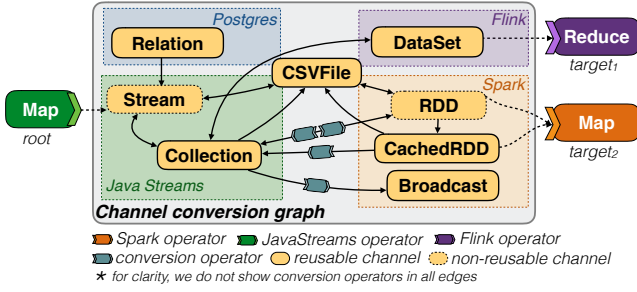 Postgres
Flink
Relation
DataSet
Reduce
target1
CSVFile
Spark
Map
root
Stream
RDD
Map
target2
Collection
CachedRDD
Java Streams
Broadcast
Channel conversion graph
Spark operator
JavaStreams operator
Flink operator
conversion operator
reusable channel
non-reusable channel
* for clarity, we do not show conversion operators in all edges